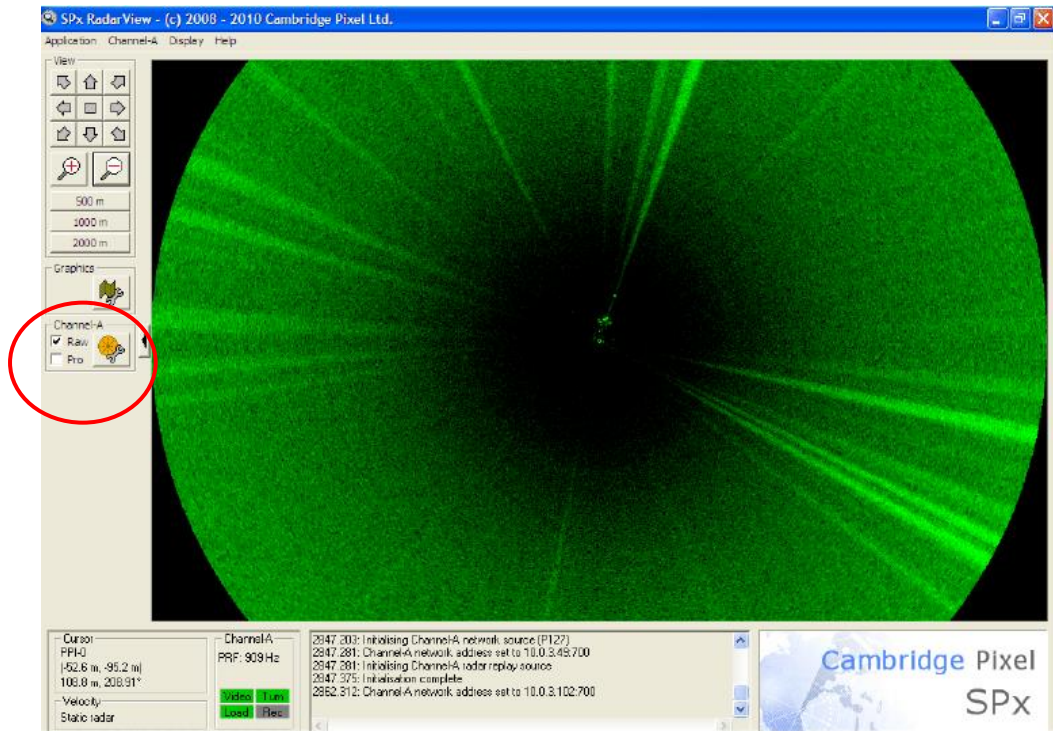 SPx RadarView - (c) 2008 - 2010 Cambridge Pixel Ltd.
Application Channel-A Display Help
View
500 m
1000 m
2000 m
Graphics
Channel-A
Raw
Pro
Cursor
PPI-0
(-52.6 m, -95.2 m)
108.8 m, 208.91°
Velocity
Static radar
Channel-A
PRF: 909 Hz
Video Turn
Load Rec
2847.203: Initialising Channel-A network source (P127)
2847.281: Channel-A network address set to 10.0.3.49:700
2847.281: Initialising Channel-A radar replay source
2847.375: Initialisation complete
2862.312: Channel-A network address set to 10.0.3.102:700
Cambridge Pixel
SPx